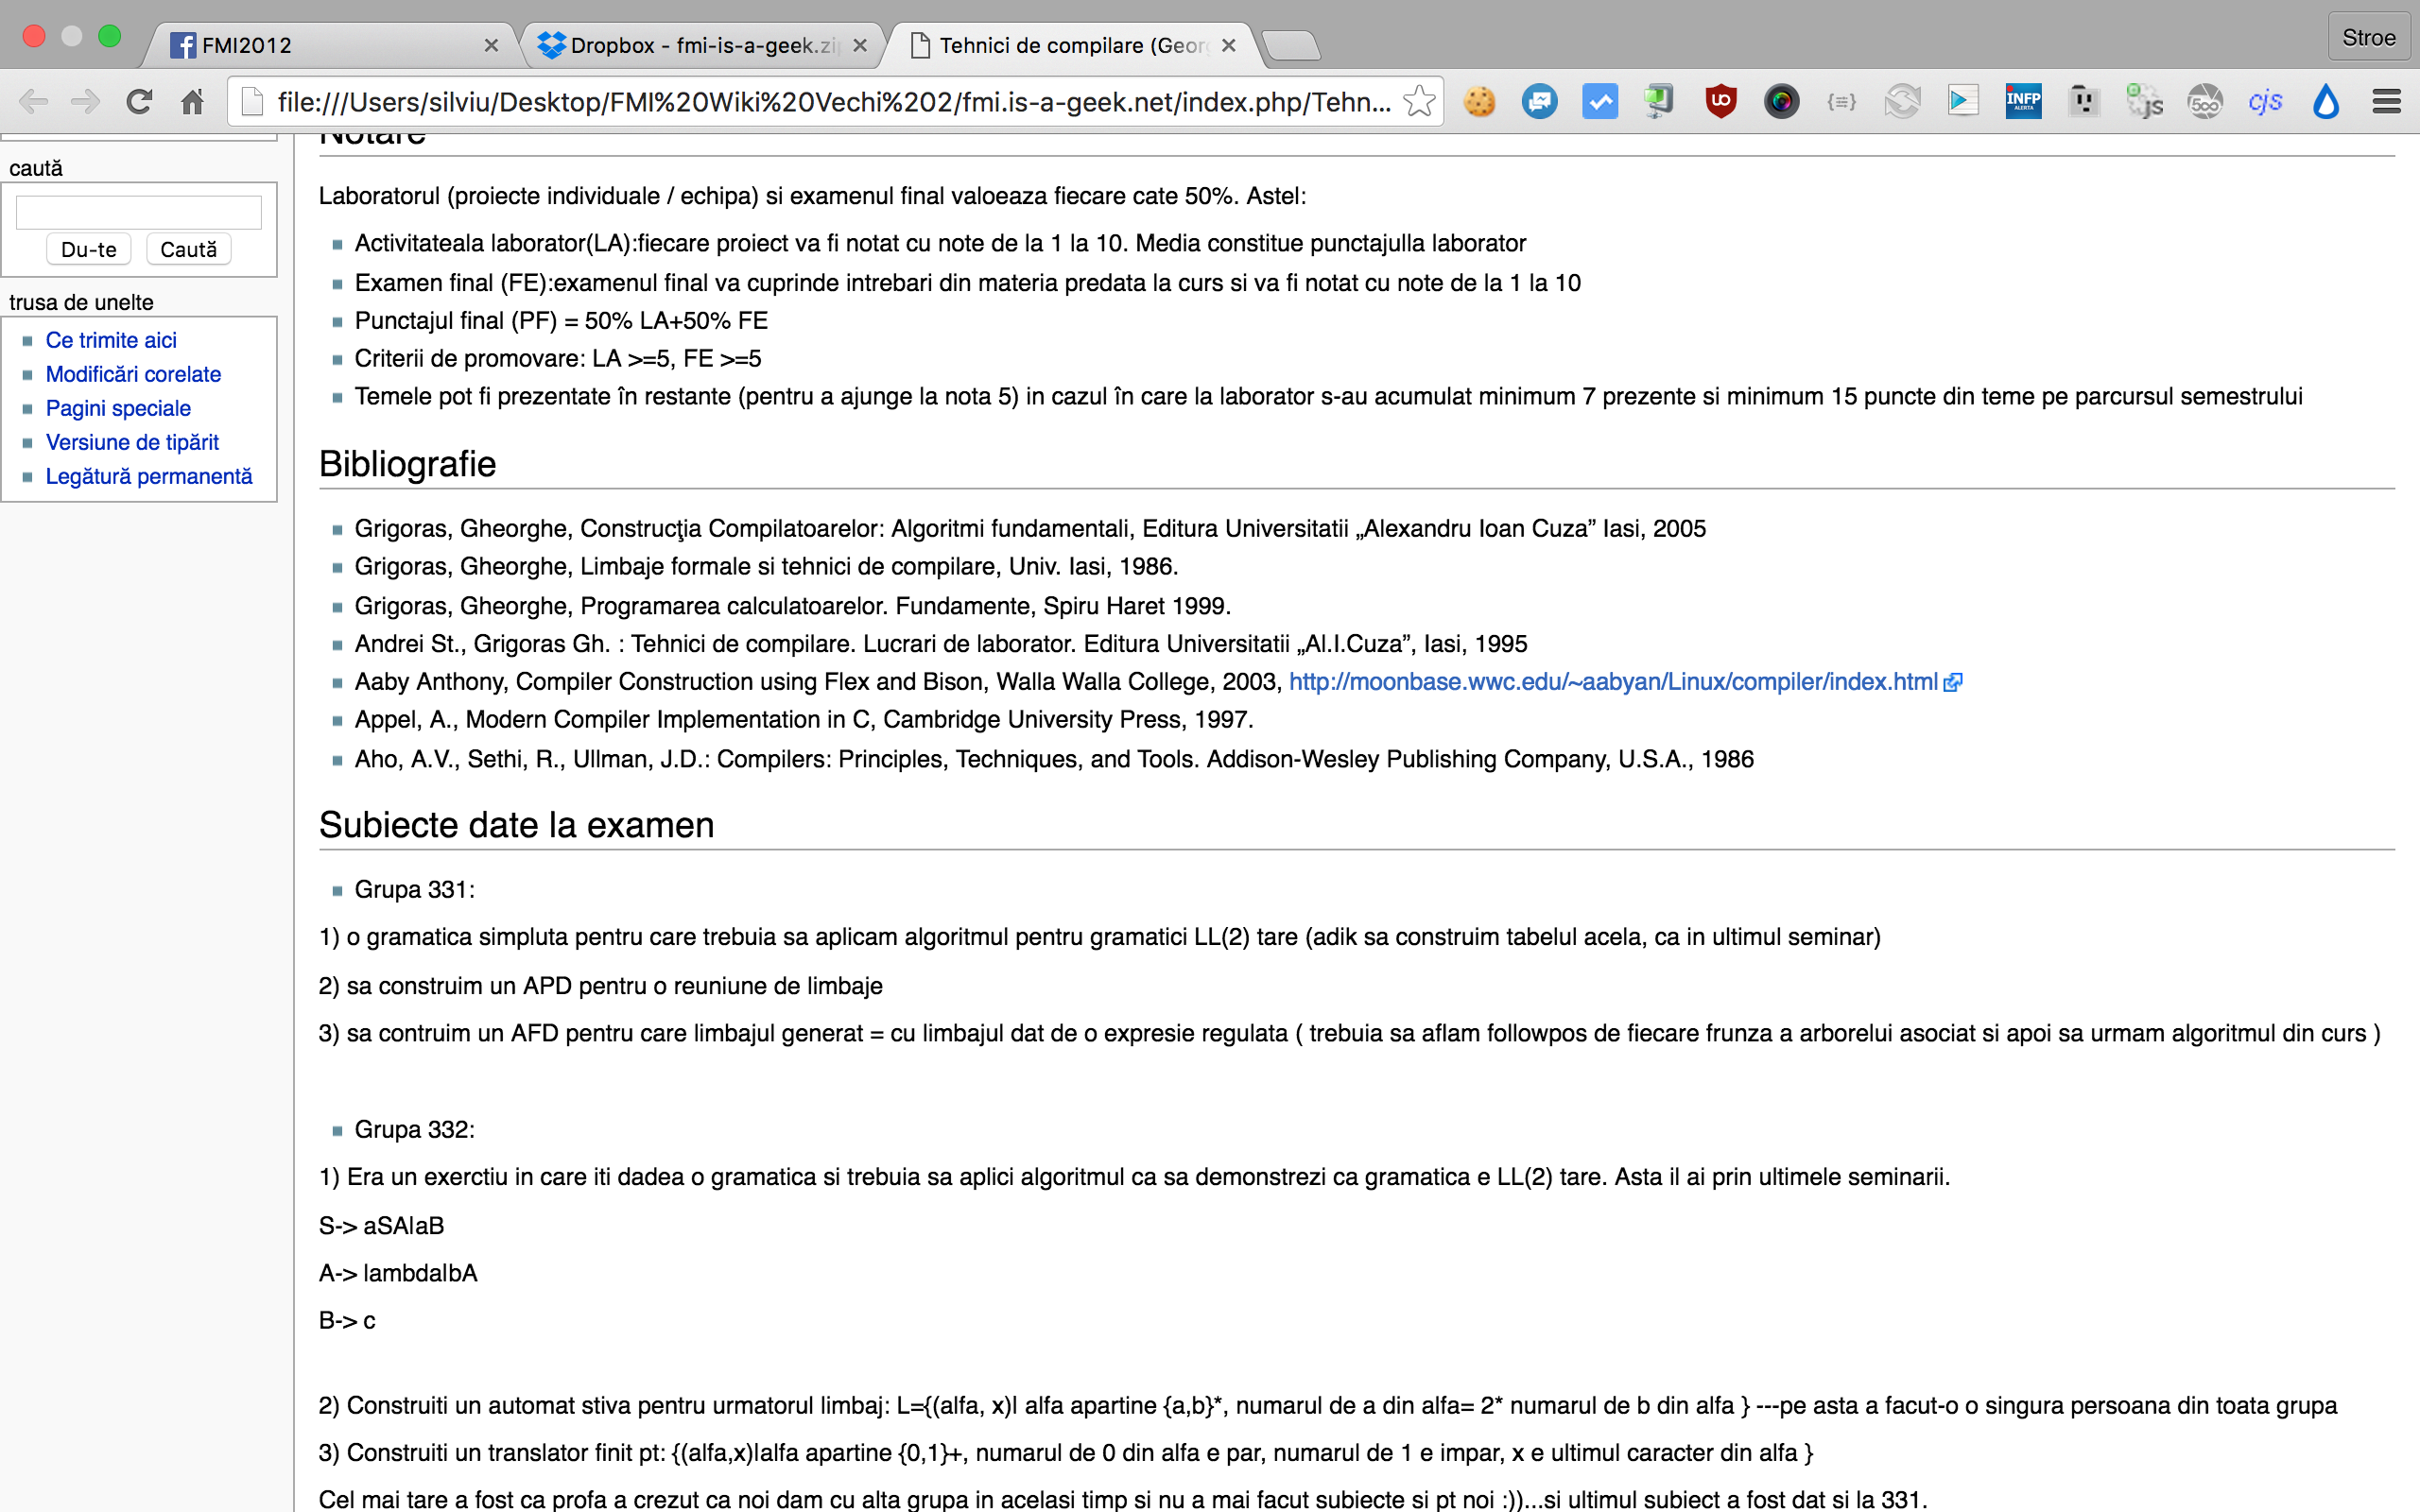 FMI2012
Dropbox - fmi-is-a-geek.zi
Tehnici de compilare (Geor
Stroe
file:///Users/silviu/Desktop/FMI%20Wiki%20Vechi%202/fmi.is-a-geek.net/index.php/Tehn...
INFP
ALERTA
js
500
cjs
caută
Du-te
Caută
trusa de unelte
Ce trimite aici
Modificări corelate
Pagini speciale
Versiune de tipărit
Legătură permanentă
Notare
Laboratorul (proiecte individuale / echipa) si examenul final valoeaza fiecare cate 50%. Astel:
Activitateala laborator(LA):fiecare proiect va fi notat cu note de la 1 la 10. Media constitue punctajulla laborator
Examen final (FE):examenul final va cuprinde intrebari din materia predata la curs si va fi notat cu note de la 1 la 10
Punctajul final (PF) = 50% LA+50% FE
Criterii de promovare: LA >=5, FE >=5
Temele pot fi prezentate în restante (pentru a ajunge la nota 5) in cazul în care la laborator s-au acumulat minimum 7 prezente si minimum 15 puncte din teme pe parcursul semestrului
Bibliografie
Grigoras, Gheorghe, Construcţia Compilatoarelor: Algoritmi fundamentali, Editura Universitatii „Alexandru Ioan Cuza” Iasi, 2005
Grigoras, Gheorghe, Limbaje formale si tehnici de compilare, Univ. Iasi, 1986.
Grigoras, Gheorghe, Programarea calculatoarelor. Fundamente, Spiru Haret 1999.
Andrei St., Grigoras Gh. : Tehnici de compilare. Lucrari de laborator. Editura Universitatii „Al.I.Cuza”, Iasi, 1995
Aaby Anthony, Compiler Construction using Flex and Bison, Walla Walla College, 2003, http://moonbase.wwc.edu/~aabyan/Linux/compiler/index.html
Appel, A., Modern Compiler Implementation in C, Cambridge University Press, 1997.
Aho, A.V., Sethi, R., Ullman, J.D.: Compilers: Principles, Techniques, and Tools. Addison-Wesley Publishing Company, U.S.A., 1986
Subiecte date la examen
Grupa 331:
1) o gramatica simpluta pentru care trebuia sa aplicam algoritmul pentru gramatici LL(2) tare (adik sa construim tabelul acela, ca in ultimul seminar)
2) sa construim un APD pentru o reuniune de limbaje
3) sa contruim un AFD pentru care limbajul generat = cu limbajul dat de o expresie regulata ( trebuia sa aflam followpos de fiecare frunza a arborelui asociat si apoi sa urmam algoritmul din curs )
Grupa 332:
1) Era un exerctiu in care iti dadea o gramatica si trebuia sa aplici algoritmul ca sa demonstrezi ca gramatica e LL(2) tare. Asta il ai prin ultimele seminarii.
S-> aSA|aB
A-> lambda|bA
B-> c
2) Construiti un automat stiva pentru urmatorul limbaj: L={(alfa, x)| alfa apartine {a,b}*, numarul de a din alfa= 2* numarul de b din alfa } ---pe asta a facut-o o singura persoana din toata grupa
3) Construiti un translator finit pt: {(alfa,x)|alfa apartine {0,1}+, numarul de 0 din alfa e par, numarul de 1 e impar, x e ultimul caracter din alfa }
Cel mai tare a fost ca profa a crezut ca noi dam cu alta grupa in acelasi timp si nu a mai facut subiecte si pt noi :))...si ultimul subiect a fost dat si la 331.